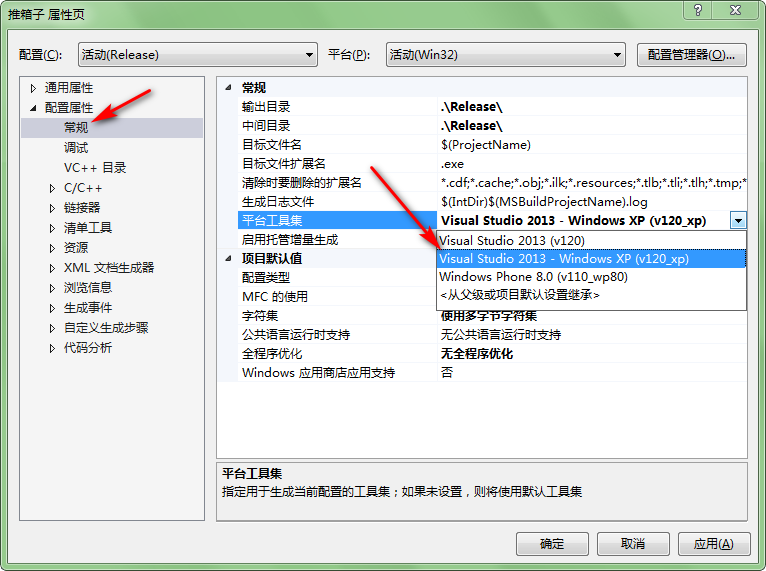 推箱子 属性页
配置(C): 活动(Release) 平台(P): 活动(Win32) 配置管理器(O)...
通用属性
配置属性
常规
调试
VC++ 目录
C/C++
链接器
清单工具
资源
XML 文档生成器
浏览信息
生成事件
自定义生成步骤
代码分析
常规
输出目录 .\Release\
中间目录 .\Release\
目标文件名 $(ProjectName)
目标文件扩展名 .exe
清除时要删除的扩展名 *.cdf;*.cache;*.obj;*.ilk;*.resources;*.tlb;*.tli;*.tlh;*.tmp;*
生成日志文件 $(IntDir)$(MSBuildProjectName).log
平台工具集 Visual Studio 2013 - Windows XP (v120_xp)
启用托管增量生成 Visual Studio 2013 (v120)
项目默认值 Visual Studio 2013 - Windows XP (v120_xp)
配置类型 Windows Phone 8.0 (v110_wp80)
MFC 的使用 <从父级或项目默认设置继承>
字符集 使用多字节字符集
公共语言运行时支持 无公共语言运行时支持
全程序优化 无全程序优化
Windows 应用商店应用支持 否
平台工具集
指定用于生成当前配置的工具集；如果未设置，则将使用默认工具集
确定 取消 应用(A)